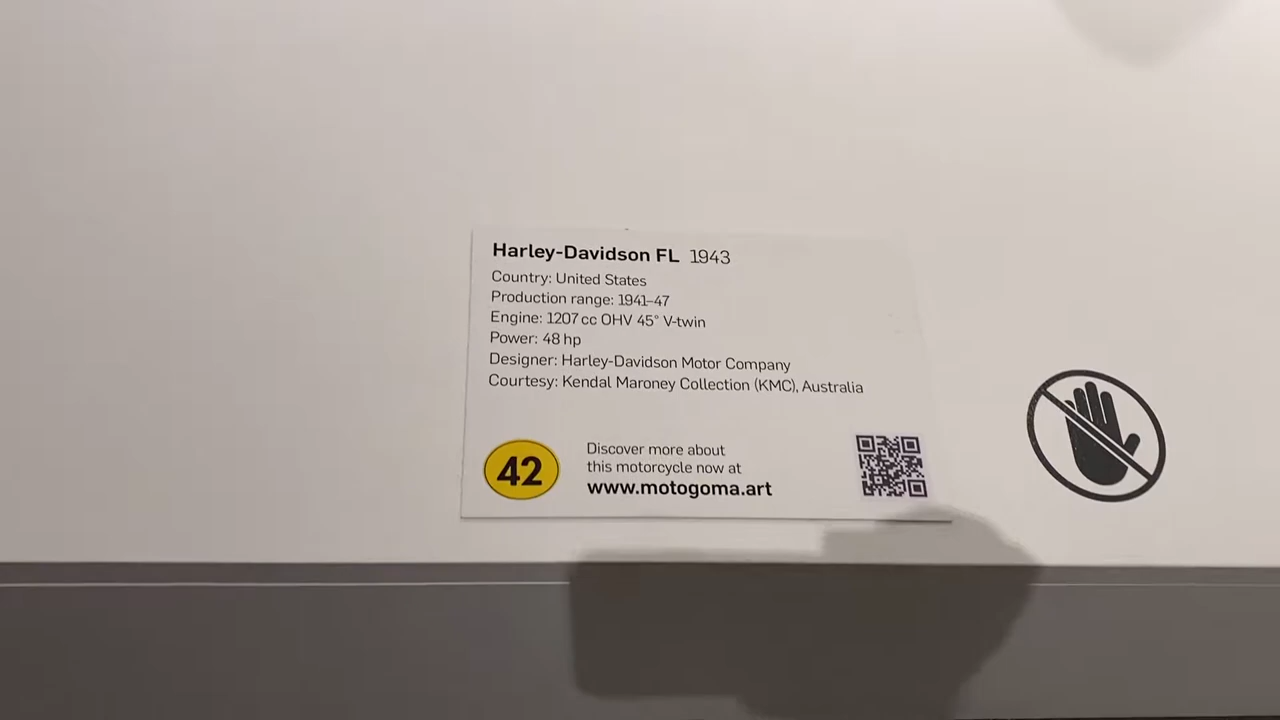 Harley-Davidson FL 1943
Country: United States
Production range: 1941–47
Engine: 1207 cc OHV 45° V-twin
Power: 48 hp
Designer: Harley-Davidson Motor Company
Courtesy: Kendal Maroney Collection (KMC), Australia
42
Discover more about
this motorcycle now at
www.motogoma.art